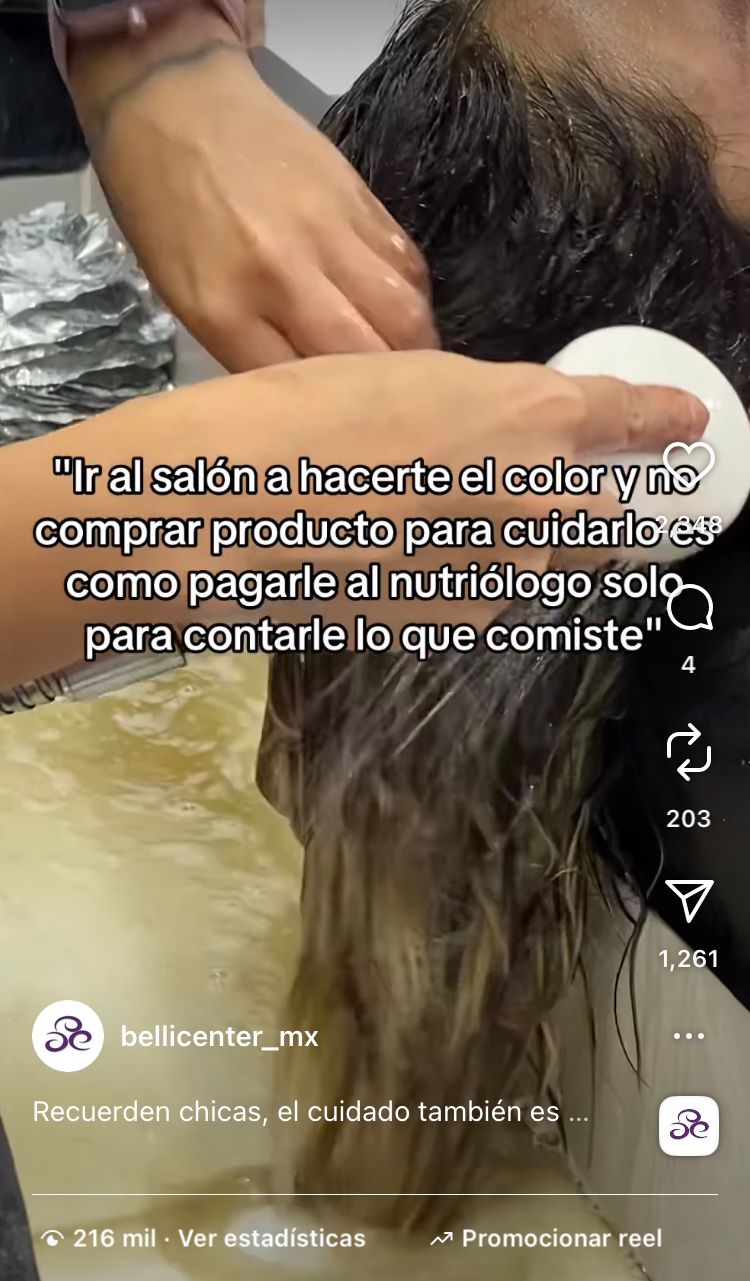 "Ir al salón a hacerte el color y no
comprar producto para cuidarlo es
como pagarle al nutriólogo solo
para contarle lo que comiste"
2,348
4
203
1,261
bellicenter_mx
Recuerden chicas, el cuidado también es ...
216 mil · Ver estadísticas
Promocionar reel